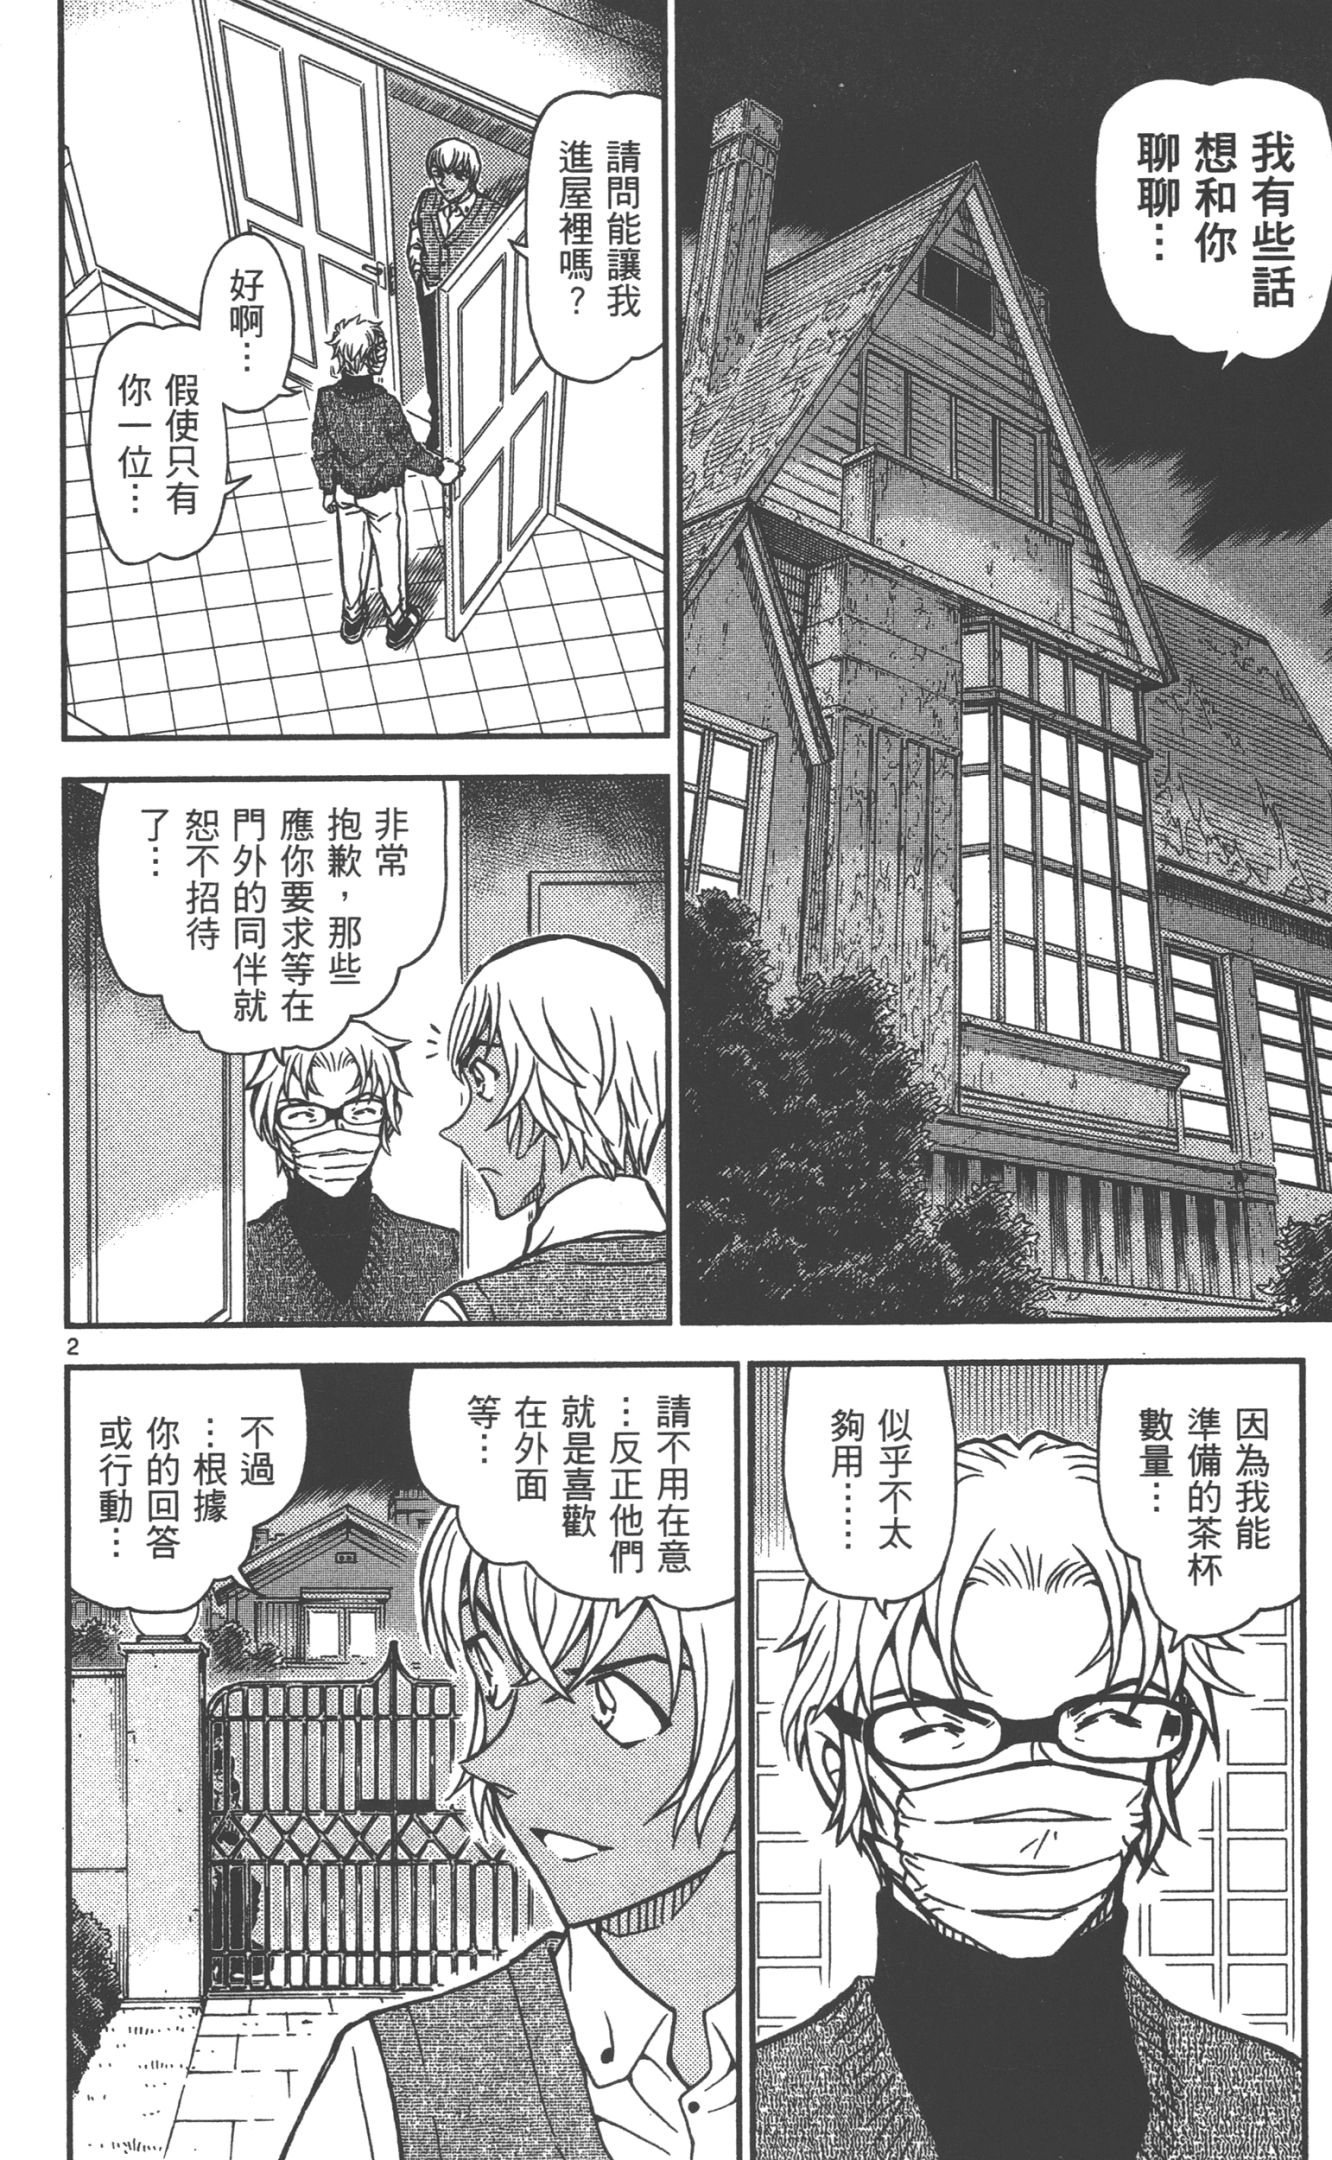 我有些話
想和你
聊聊…
請問能讓我
進屋裡嗎？
好啊…
假使只有
你一位…
非常
抱歉，那些
應你要求等在
門外的同伴就
恕不招待
了…
2
因為我能
準備的茶杯
數量…
似乎不太
夠用……
請不用在意
…反正他們
就是喜歡
在外面
等…
不過
…根據
你的回答
或行動…